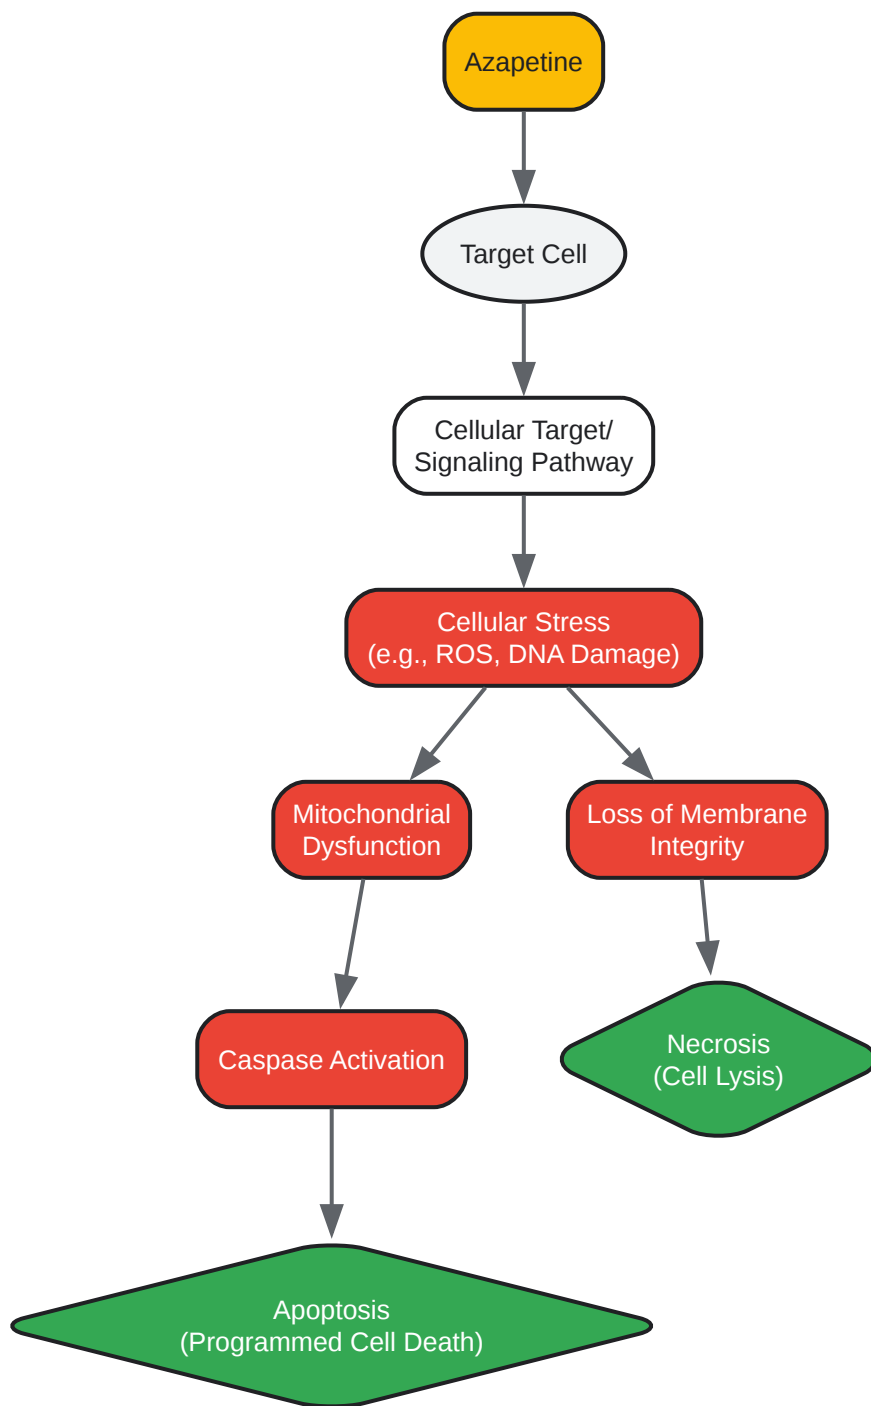 Azapetine
Target Cell
Cellular Target/
Signaling Pathway
Cellular Stress
(e.g., ROS, DNA Damage)
Mitochondrial
Dysfunction
Loss of Membrane
Integrity
Caspase Activation
Necrosis
(Cell Lysis)
Apoptosis
(Programmed Cell Death)